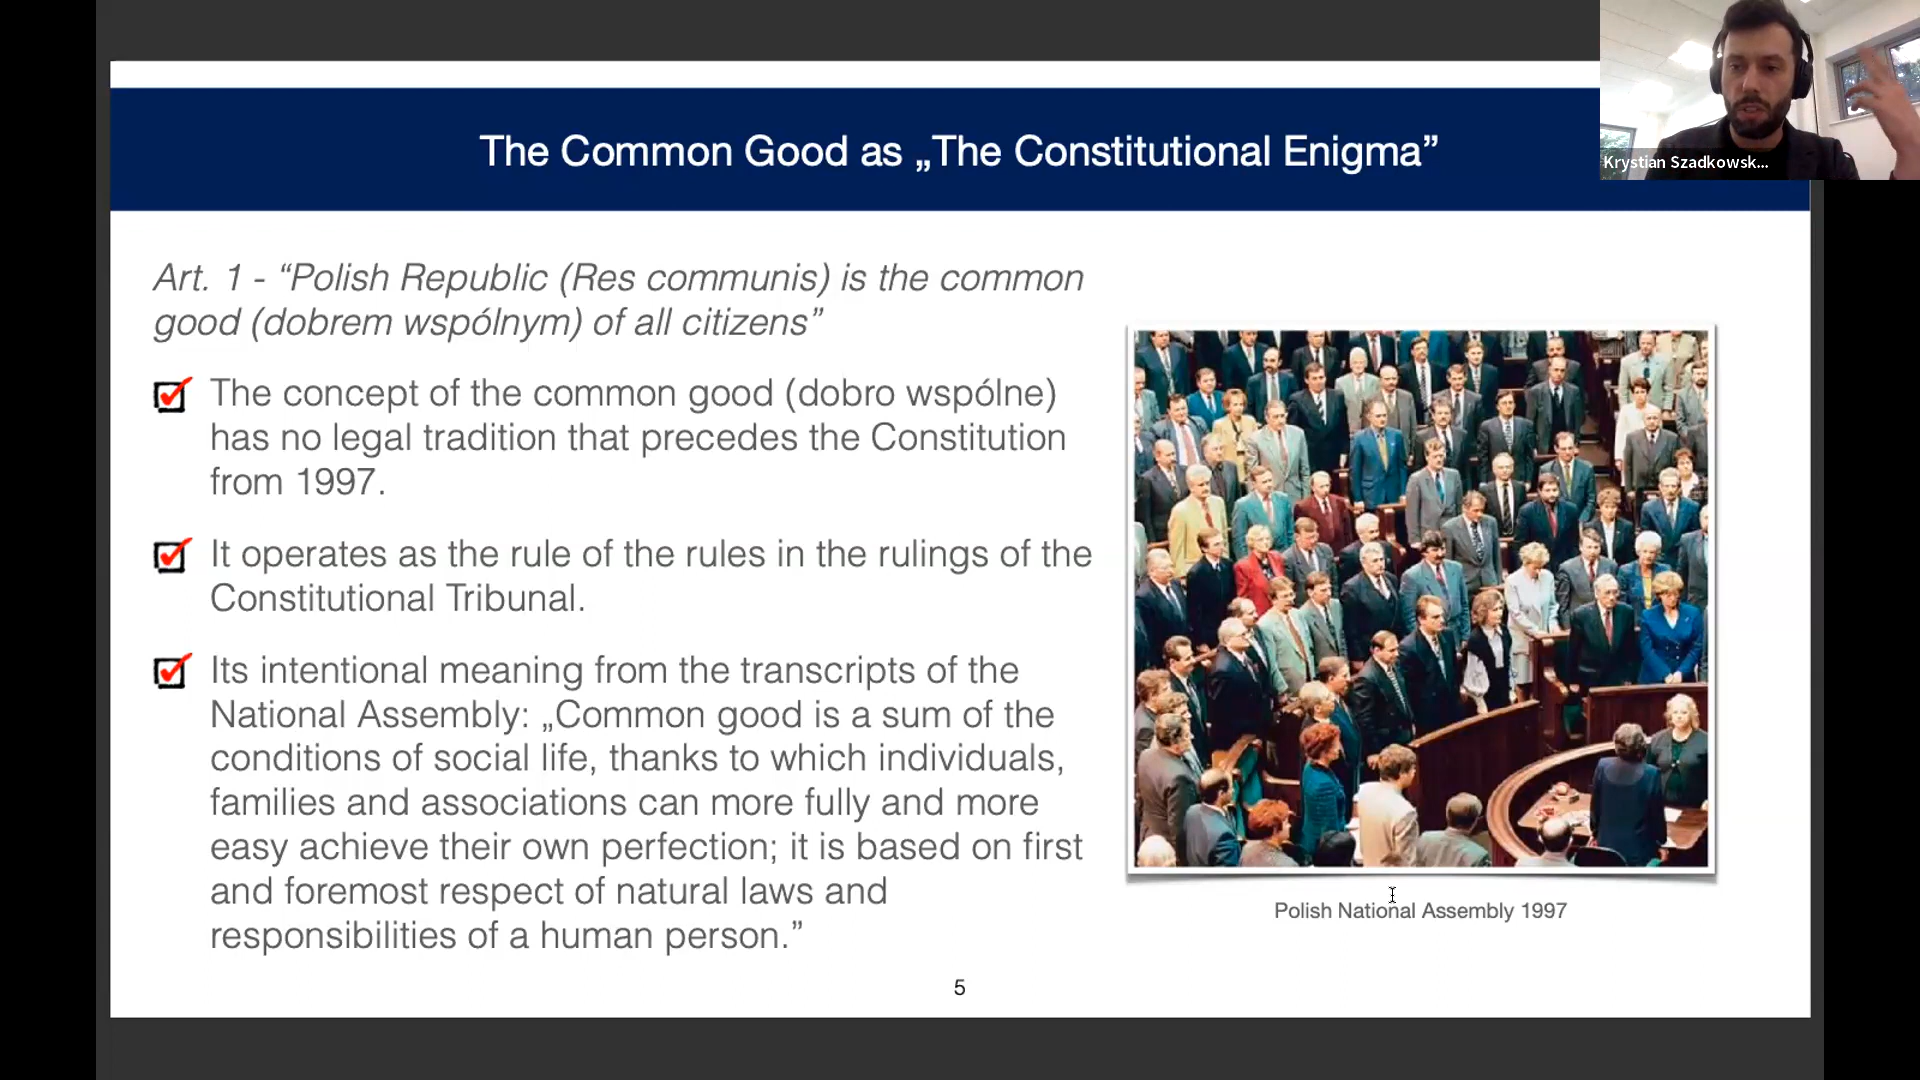 The Common Good as „The Constitutional Enigma”
Krystian Szadkowsk...
Art. 1 - “Polish Republic (Res communis) is the common
good (dobrem wspólnym) of all citizens”
The concept of the common good (dobro wspólne)
has no legal tradition that precedes the Constitution
from 1997.
It operates as the rule of the rules in the rulings of the
Constitutional Tribunal.
Its intentional meaning from the transcripts of the
National Assembly: „Common good is a sum of the
conditions of social life, thanks to which individuals,
families and associations can more fully and more
easy achieve their own perfection; it is based on first
and foremost respect of natural laws and
responsibilities of a human person.”
Polish National Assembly 1997
5